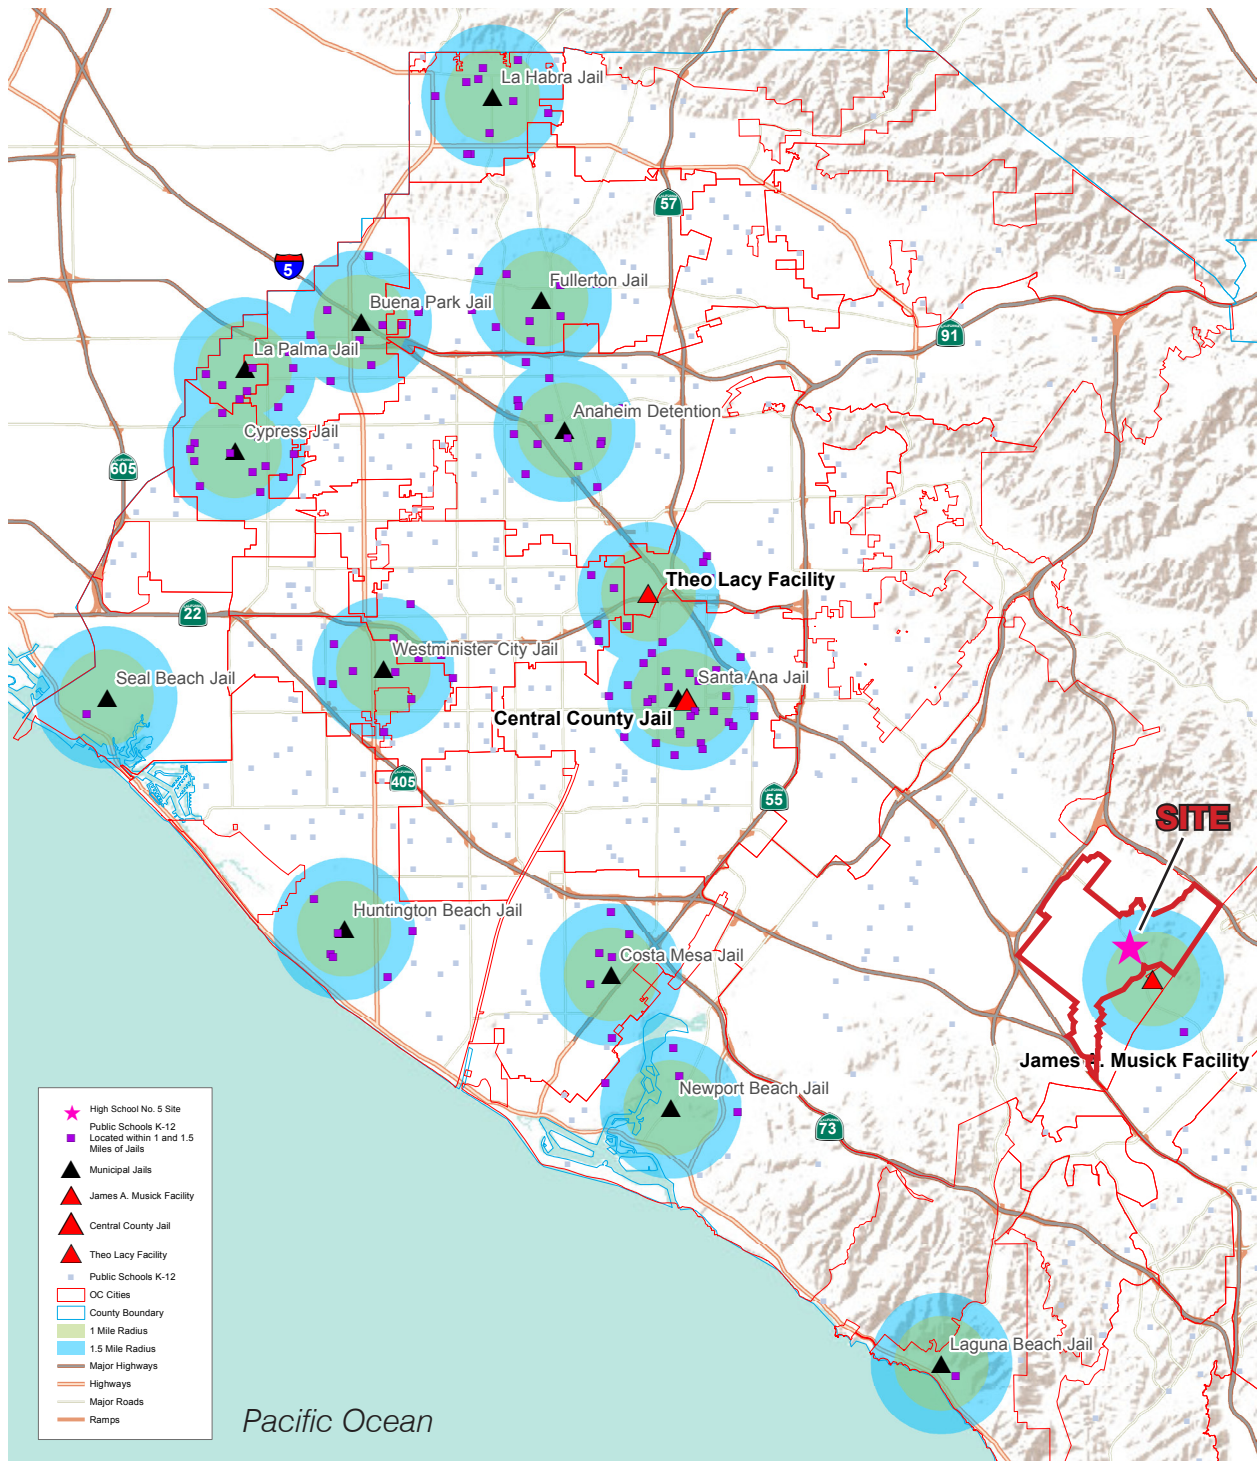 La Habra Jail
57
5
Fullerton Jail
Buena Park Jail
91
La Palma Jail
Anaheim Detention
Cypress Jail
605
Theo Lacy Facility
22
Westminister City Jail
Seal Beach Jail
Santa Ana Jail
Central County Jail
405
55
SITE
Huntington Beach Jail
Costa Mesa Jail
James A. Musick Facility
Newport Beach Jail
73
Laguna Beach Jail
High School No. 5 Site
Public Schools K-12
Located within 1 and 1.5
Miles of Jails
Municipal Jails
James A. Musick Facility
Central County Jail
Theo Lacy Facility
Public Schools K-12
OC Cities
County Boundary
1 Mile Radius
1.5 Mile Radius
Major Highways
Highways
Major Roads
Ramps
Pacific Ocean